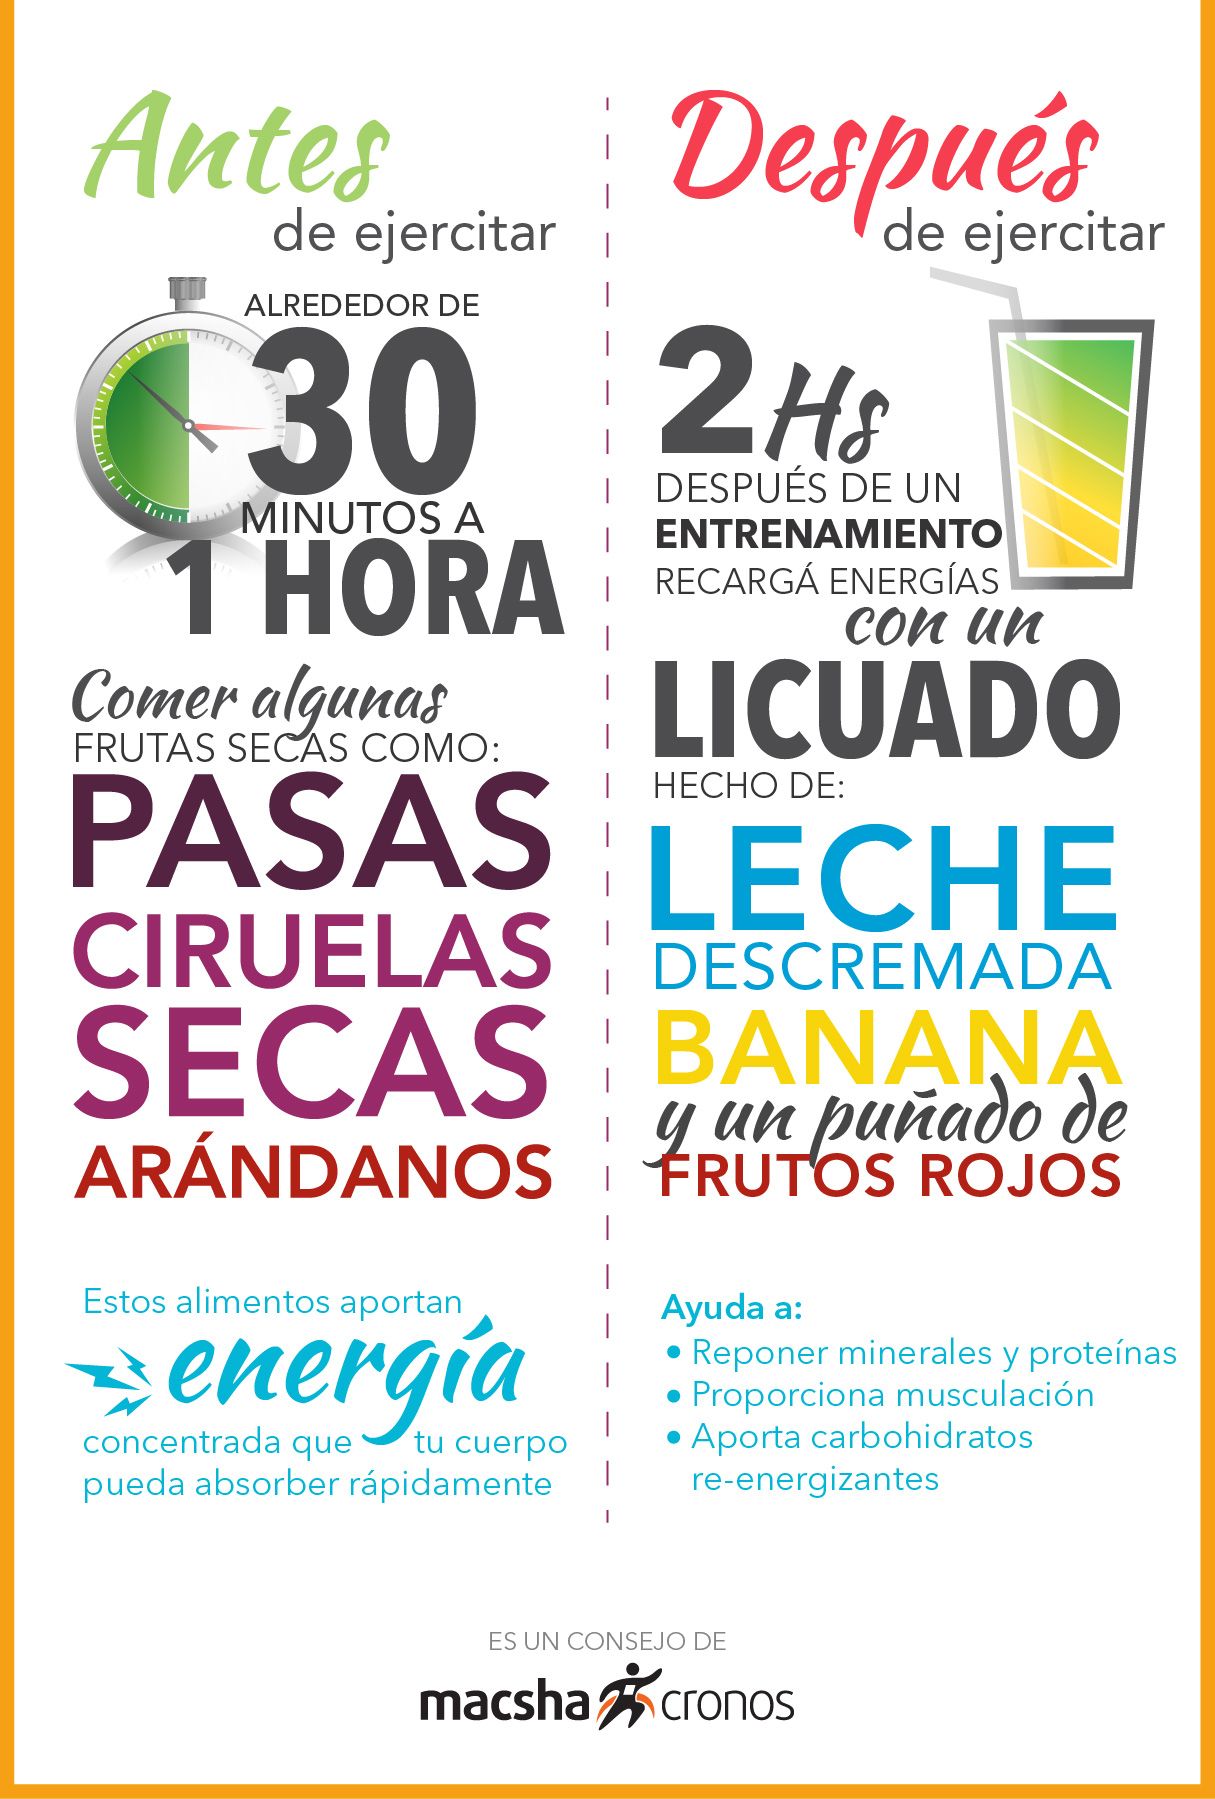 Antes
de ejercitar
ALREDEDOR DE
30
MINUTOS A
1 HORA
Comer algunas
FRUTAS SECAS COMO:
PASAS
CIRUELAS
SECAS
ARÁNDANOS
Estos alimentos aportan
energía
concentrada que tu cuerpo
pueda absorber rápidamente
Después
de ejercitar
2 Hs
DESPUÉS DE UN
ENTRENAMIENTO
RECARGÁ ENERGÍAS
con un
LICUADO
HECHO DE:
LECHE
DESCREMADA
BANANA
y un puñado de
FRUTOS ROJOS
Ayuda a:
• Reponer minerales y proteínas
• Proporciona musculación
• Aporta carbohidratos
re-energizantes
ES UN CONSEJO DE
macsha cronos